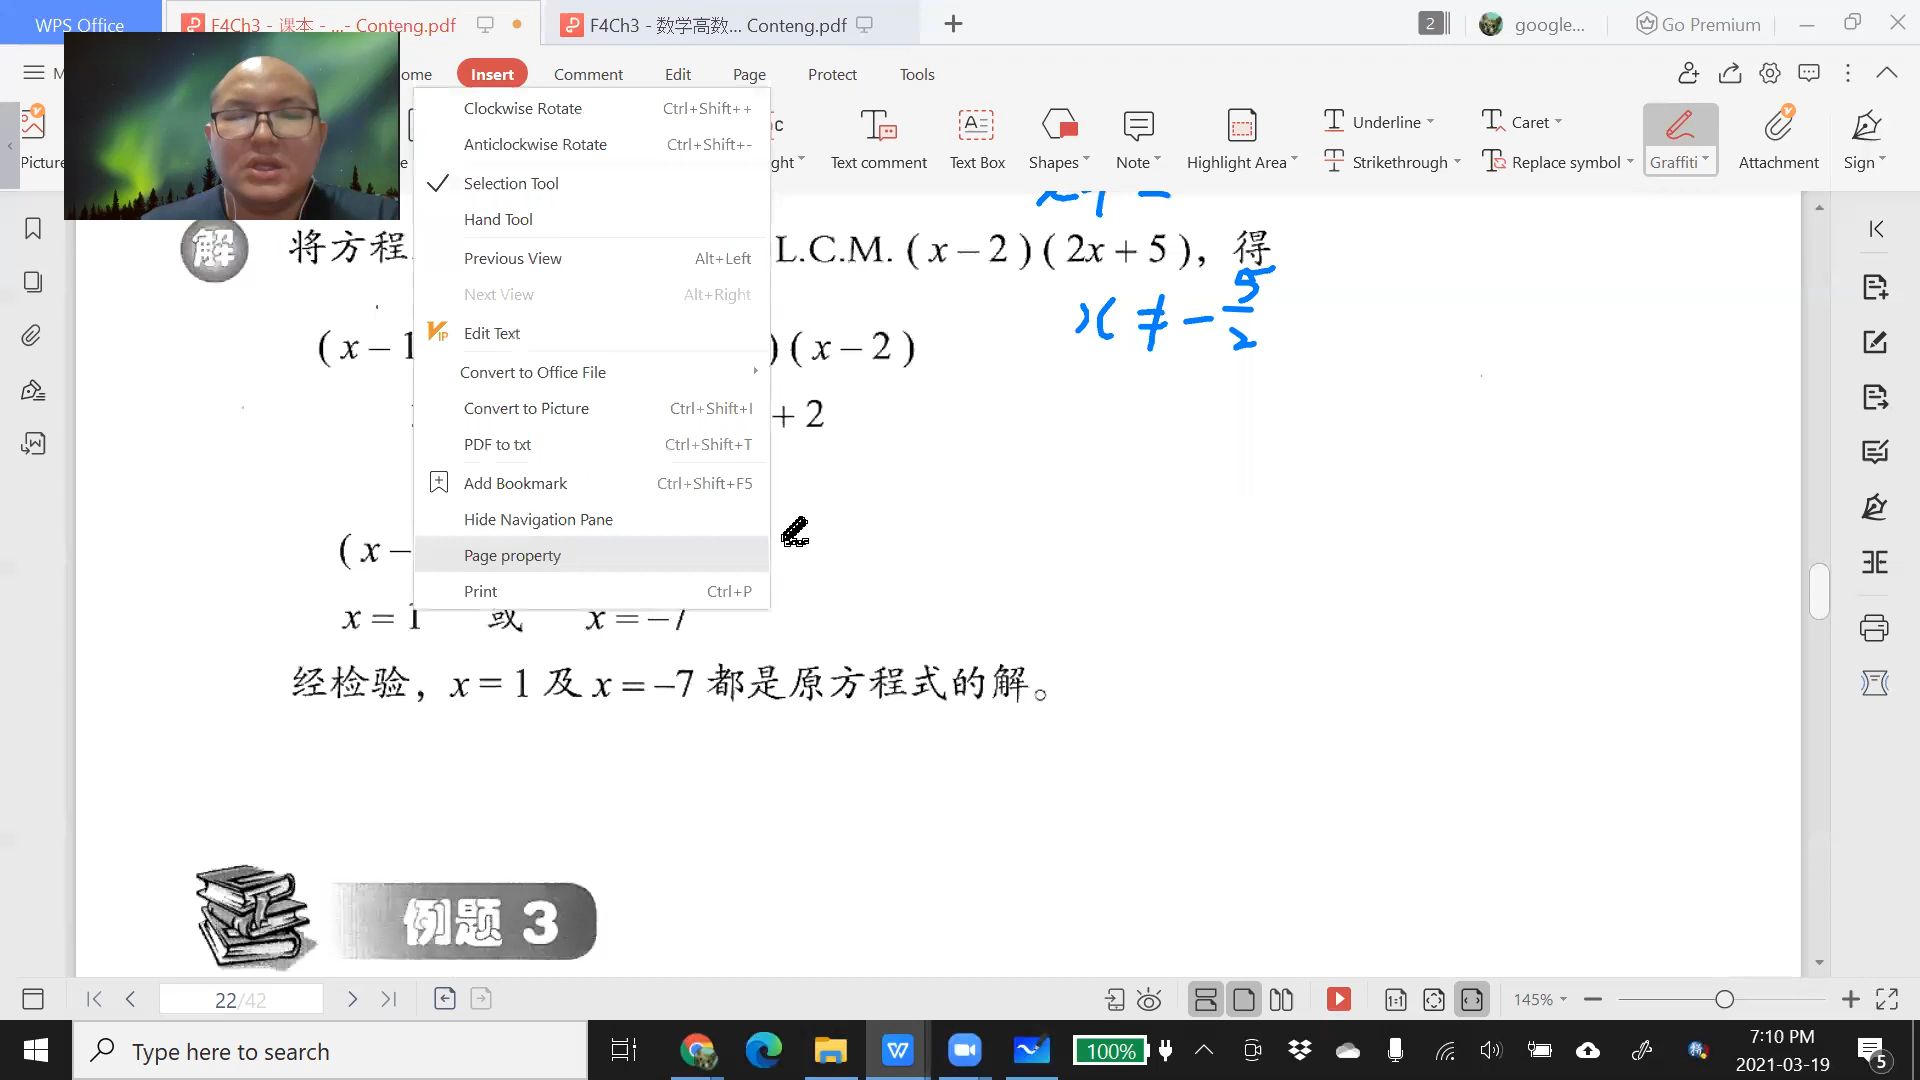 WPS Office
F4Ch3 - 课本 - ...- Conteng.pdf
F4Ch3 - 数学高数... Conteng.pdf
2
google...
Go Premium
ome
Insert
Comment
Edit
Page
Protect
Tools
Picture
Text comment
Text Box
Shapes
Note
Highlight Area
Underline
Strikethrough
Caret
Replace symbol
Graffiti
Attachment
Sign
Clockwise Rotate Ctrl+Shift++
Anticlockwise Rotate Ctrl+Shift+-
Selection Tool
Hand Tool
Previous View Alt+Left
Next View Alt+Right
Edit Text
Convert to Office File
Convert to Picture Ctrl+Shift+I
PDF to txt Ctrl+Shift+T
Add Bookmark Ctrl+Shift+F5
Hide Navigation Pane
Page property
Print Ctrl+P
解 将方程 L.C.M. (x−2)(2x+5), 得
x ≠ −5/2
(x−1 )(x−2)
+2
(x−
x=1 或 x=−7
经检验，x=1 及 x=−7 都是原方程式的解。
例题 3
22/42
145%
Type here to search
100%
7:10 PM
2021-03-19
5